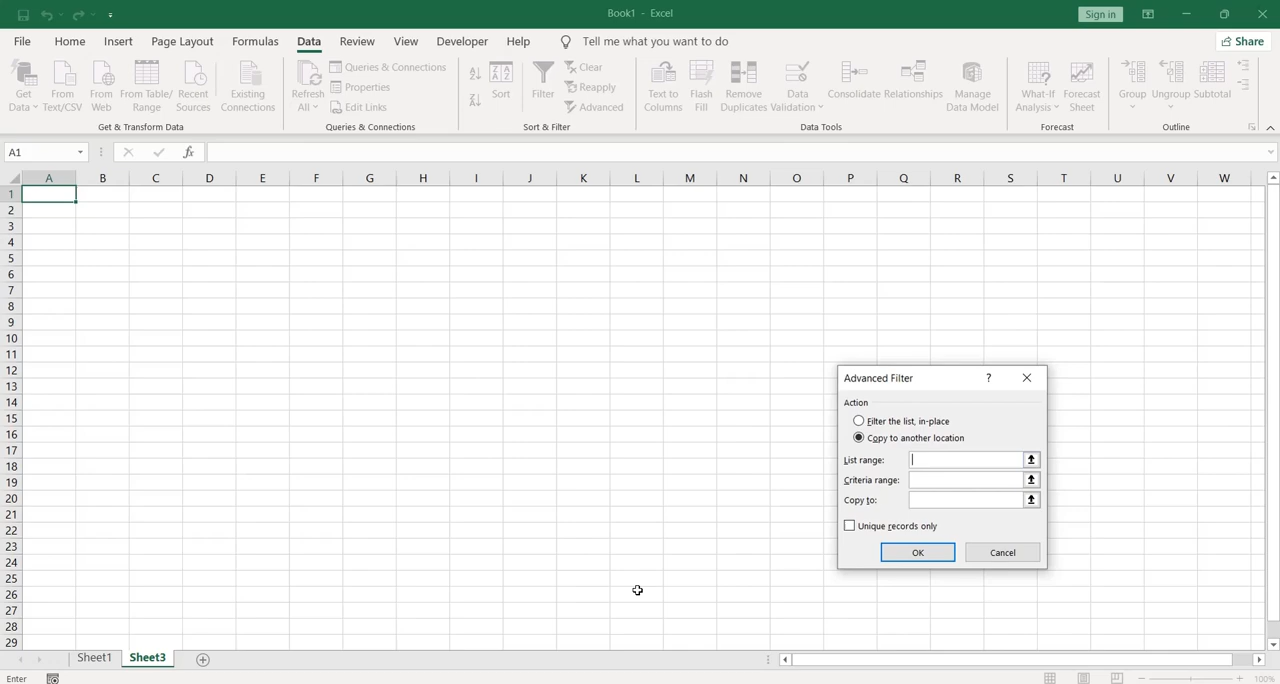 Book1 - Excel
Sign in
File Home Insert Page Layout Formulas Data Review View Developer Help Tell me what you want to do Share
Get Data
From Text/CSV
From Web
From Table/ Range
Recent Sources
Existing Connections
Get & Transform Data
Refresh All
Queries & Connections
Properties
Edit Links
Queries & Connections
Sort
Filter
Clear
Reapply
Advanced
Sort & Filter
Text to Columns
Flash Fill
Remove Duplicates
Data Validation
Consolidate
Relationships
Manage Data Model
Data Tools
What-If Analysis
Forecast Sheet
Forecast
Group
Ungroup
Subtotal
Outline
A1 fx
A B C D E F G H I J K L M N O P Q R S T U V W
1
2
3
4
5
6
7
8
9
10
11
12
13
14
15
16
17
18
19
20
21
22
23
24
25
26
27
28
29
Advanced Filter ?
Action
Filter the list, in-place
Copy to another location
List range:
Criteria range:
Copy to:
Unique records only
OK Cancel
Sheet1 Sheet3
Enter 100%